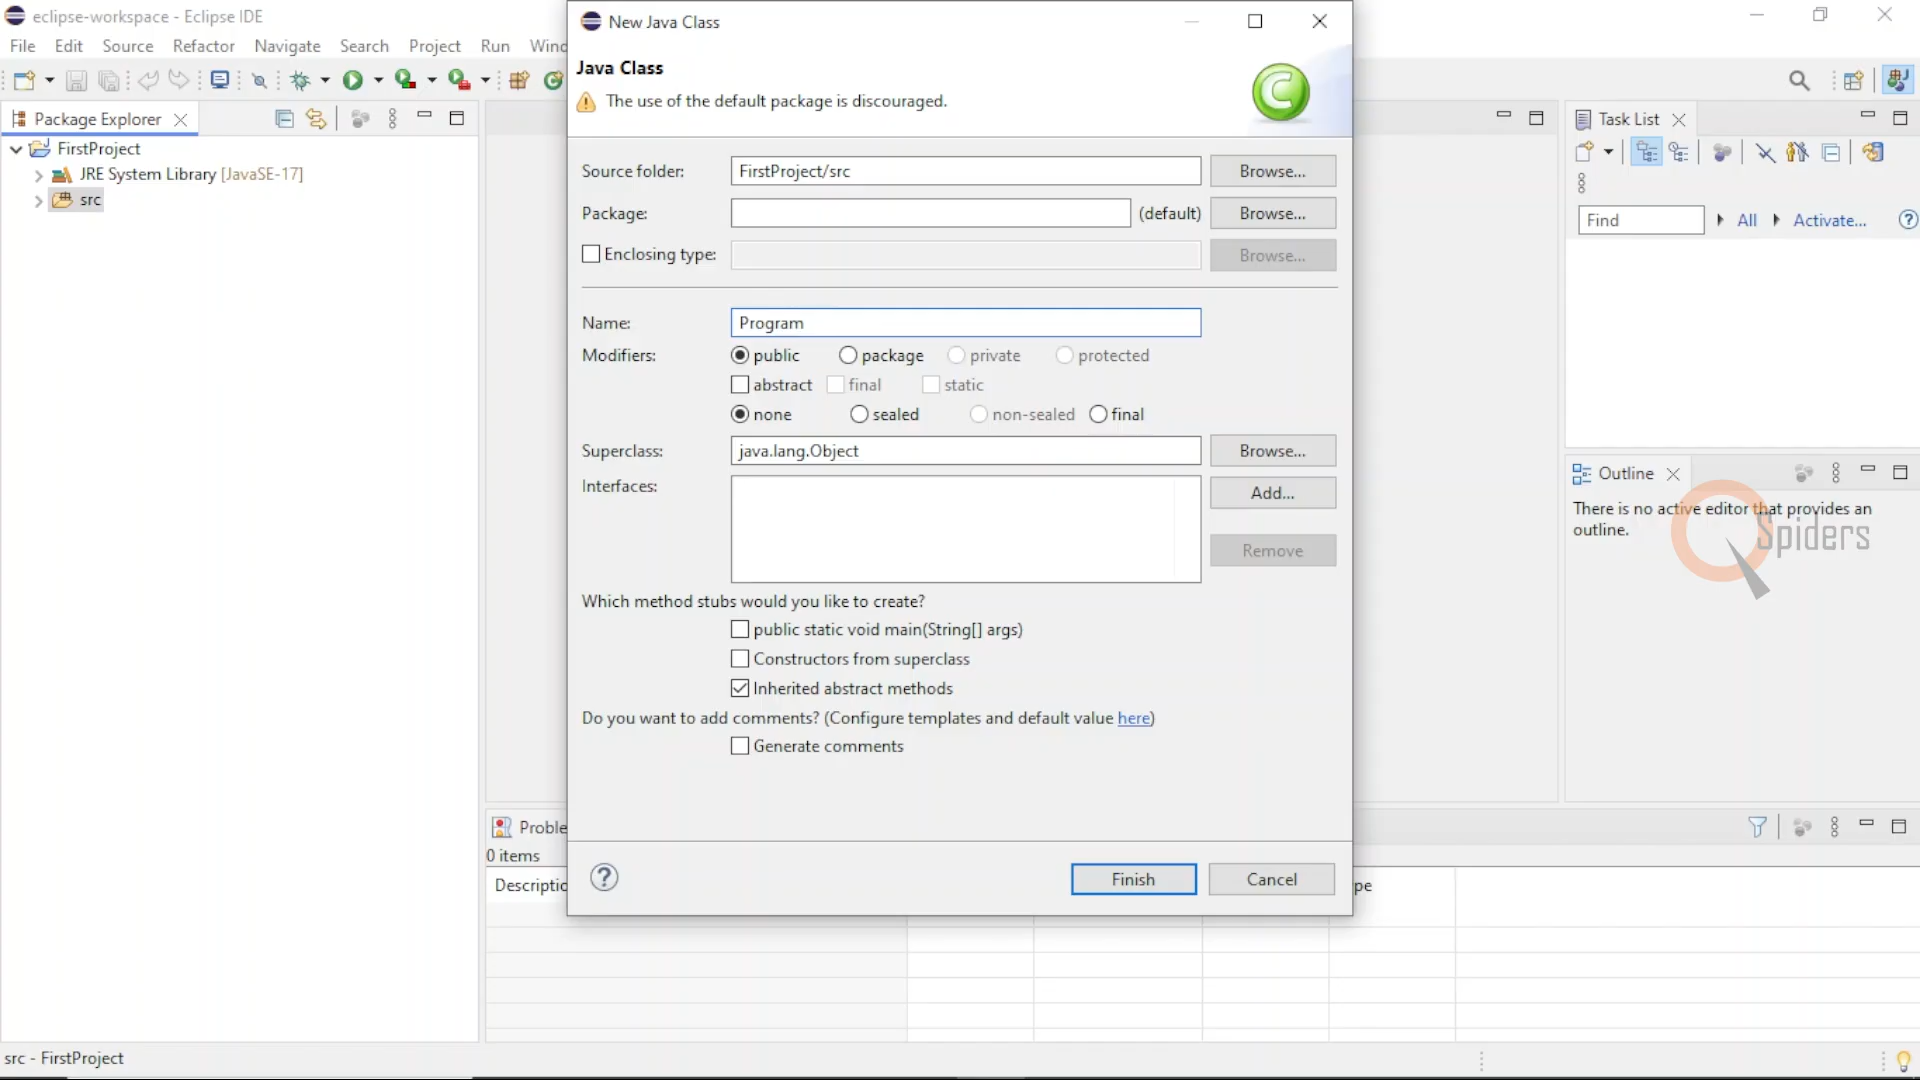 eclipse-workspace - Eclipse IDE
File Edit Source Refactor Navigate Search Project Run Wind
Package Explorer
FirstProject
JRE System Library [JavaSE-17]
src
New Java Class
Java Class
The use of the default package is discouraged.
Source folder: FirstProject/src Browse...
Package: (default) Browse...
Enclosing type: Browse...
Name: Program
Modifiers: public package private protected
abstract final static
none sealed non-sealed final
Superclass: java.lang.Object Browse...
Interfaces: Add...
Remove
Which method stubs would you like to create?
public static void main(String[] args)
Constructors from superclass
Inherited abstract methods
Do you want to add comments? (Configure templates and default value here)
Generate comments
Finish Cancel
Task List
Find All Activate...
Outline
There is no active editor that provides an
outline.
Spiders
Proble
0 items
Descriptio pe
src - FirstProject